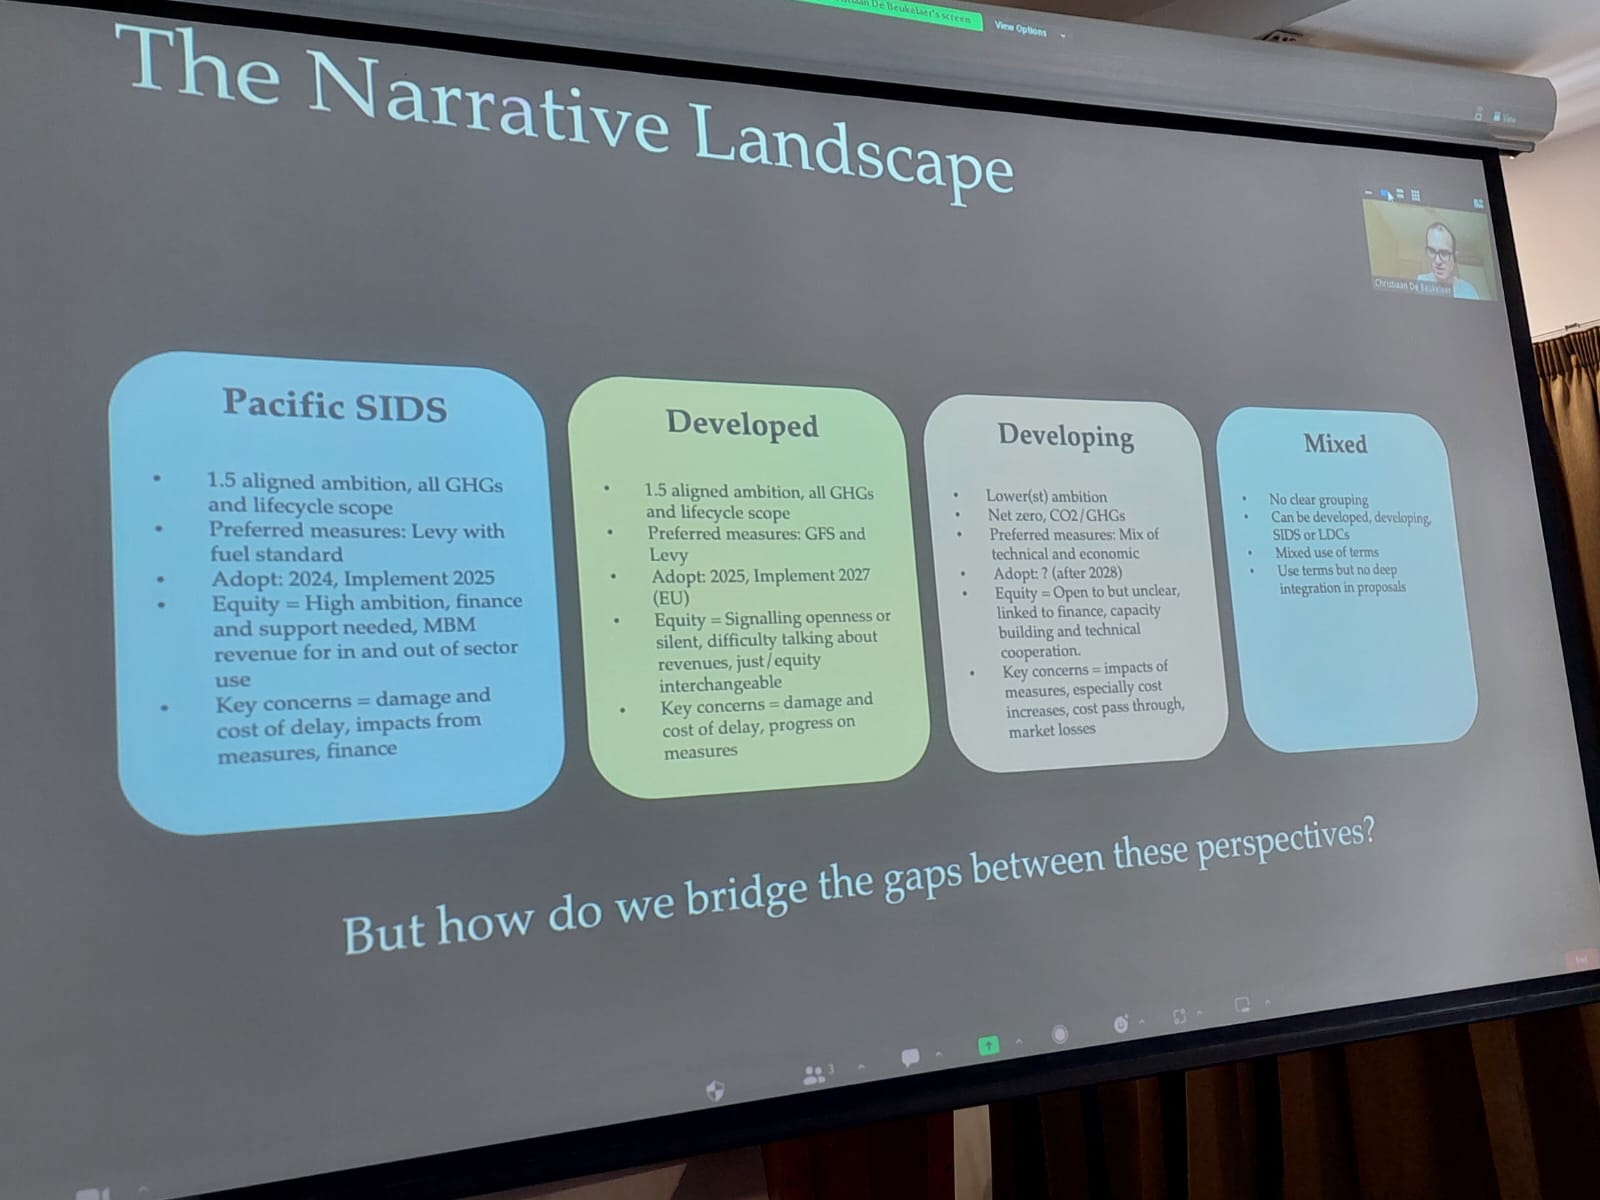 De Beukelaer's screen
View Options
The Narrative Landscape
View
Christiaan De Beukelaer
Pacific SIDS
• 1.5 aligned ambition, all GHGs
and lifecycle scope
• Preferred measures: Levy with
fuel standard
• Adopt: 2024, Implement 2025
• Equity = High ambition, finance
and support needed, MBM
revenue for in and out of sector
use
• Key concerns = damage and
cost of delay, impacts from
measures, finance
Developed
• 1.5 aligned ambition, all GHGs
and lifecycle scope
• Preferred measures: GFS and
Levy
• Adopt: 2025, Implement 2027
(EU)
• Equity = Signalling openness or
silent, difficulty talking about
revenues, just/equity
interchangeable
• Key concerns = damage and
cost of delay, progress on
measures
Developing
• Lower(st) ambition
• Net zero, CO2/GHGs
• Preferred measures: Mix of
technical and economic
• Adopt: ? (after 2028)
• Equity = Open to but unclear,
linked to finance, capacity
building and technical
cooperation.
• Key concerns = impacts of
measures, especially cost
increases, cost pass through,
market losses
Mixed
• No clear grouping
• Can be developed, developing,
SIDS or LDCs
• Mixed use of terms
• Use terms but no deep
integration in proposals
But how do we bridge the gaps between these perspectives?
3
End